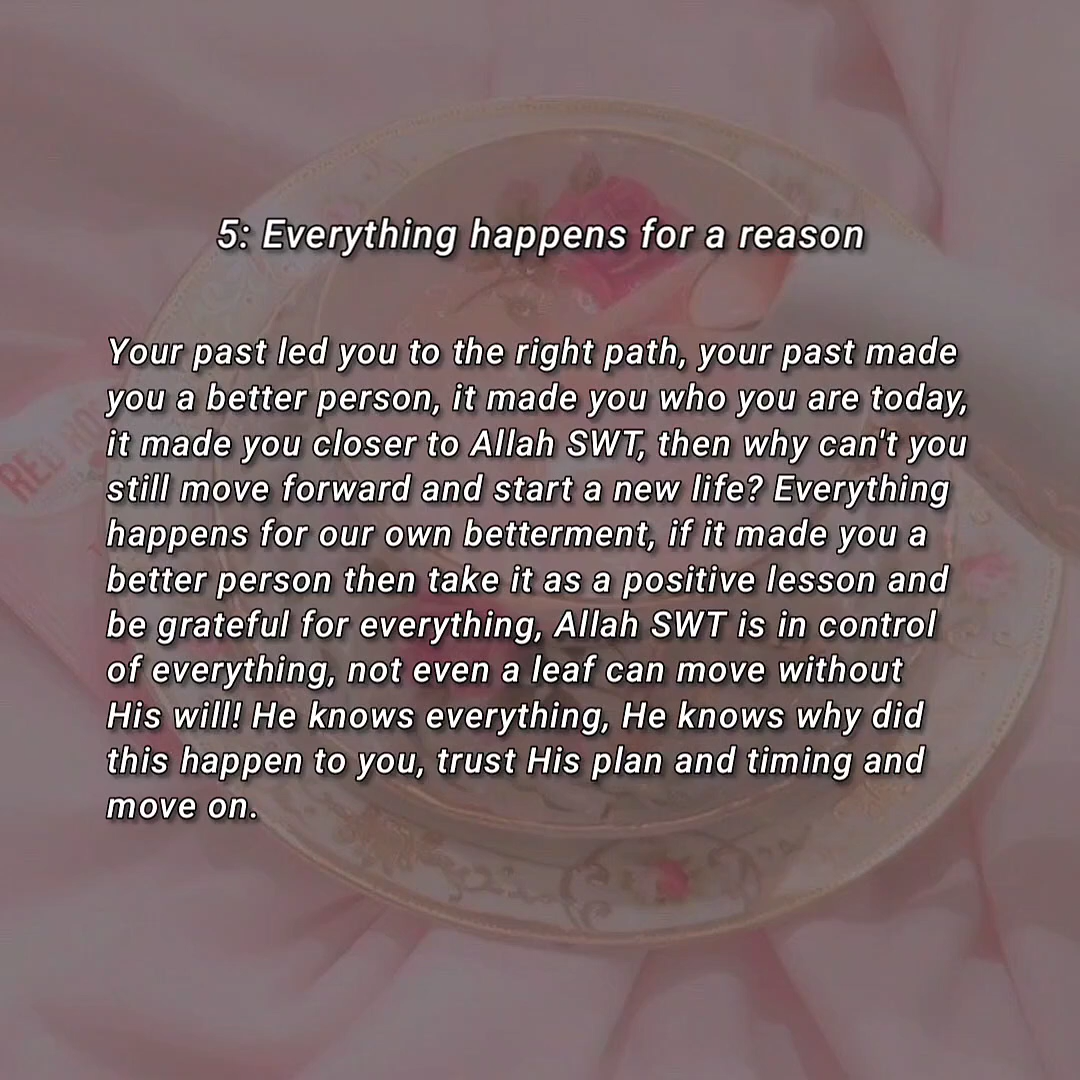 5: Everything happens for a reason
Your past led you to the right path, your past made
you a better person, it made you who you are today,
it made you closer to Allah SWT, then why can't you
still move forward and start a new life? Everything
happens for our own betterment, if it made you a
better person then take it as a positive lesson and
be grateful for everything, Allah SWT is in control
of everything, not even a leaf can move without
His will! He knows everything, He knows why did
this happen to you, trust His plan and timing and
move on.